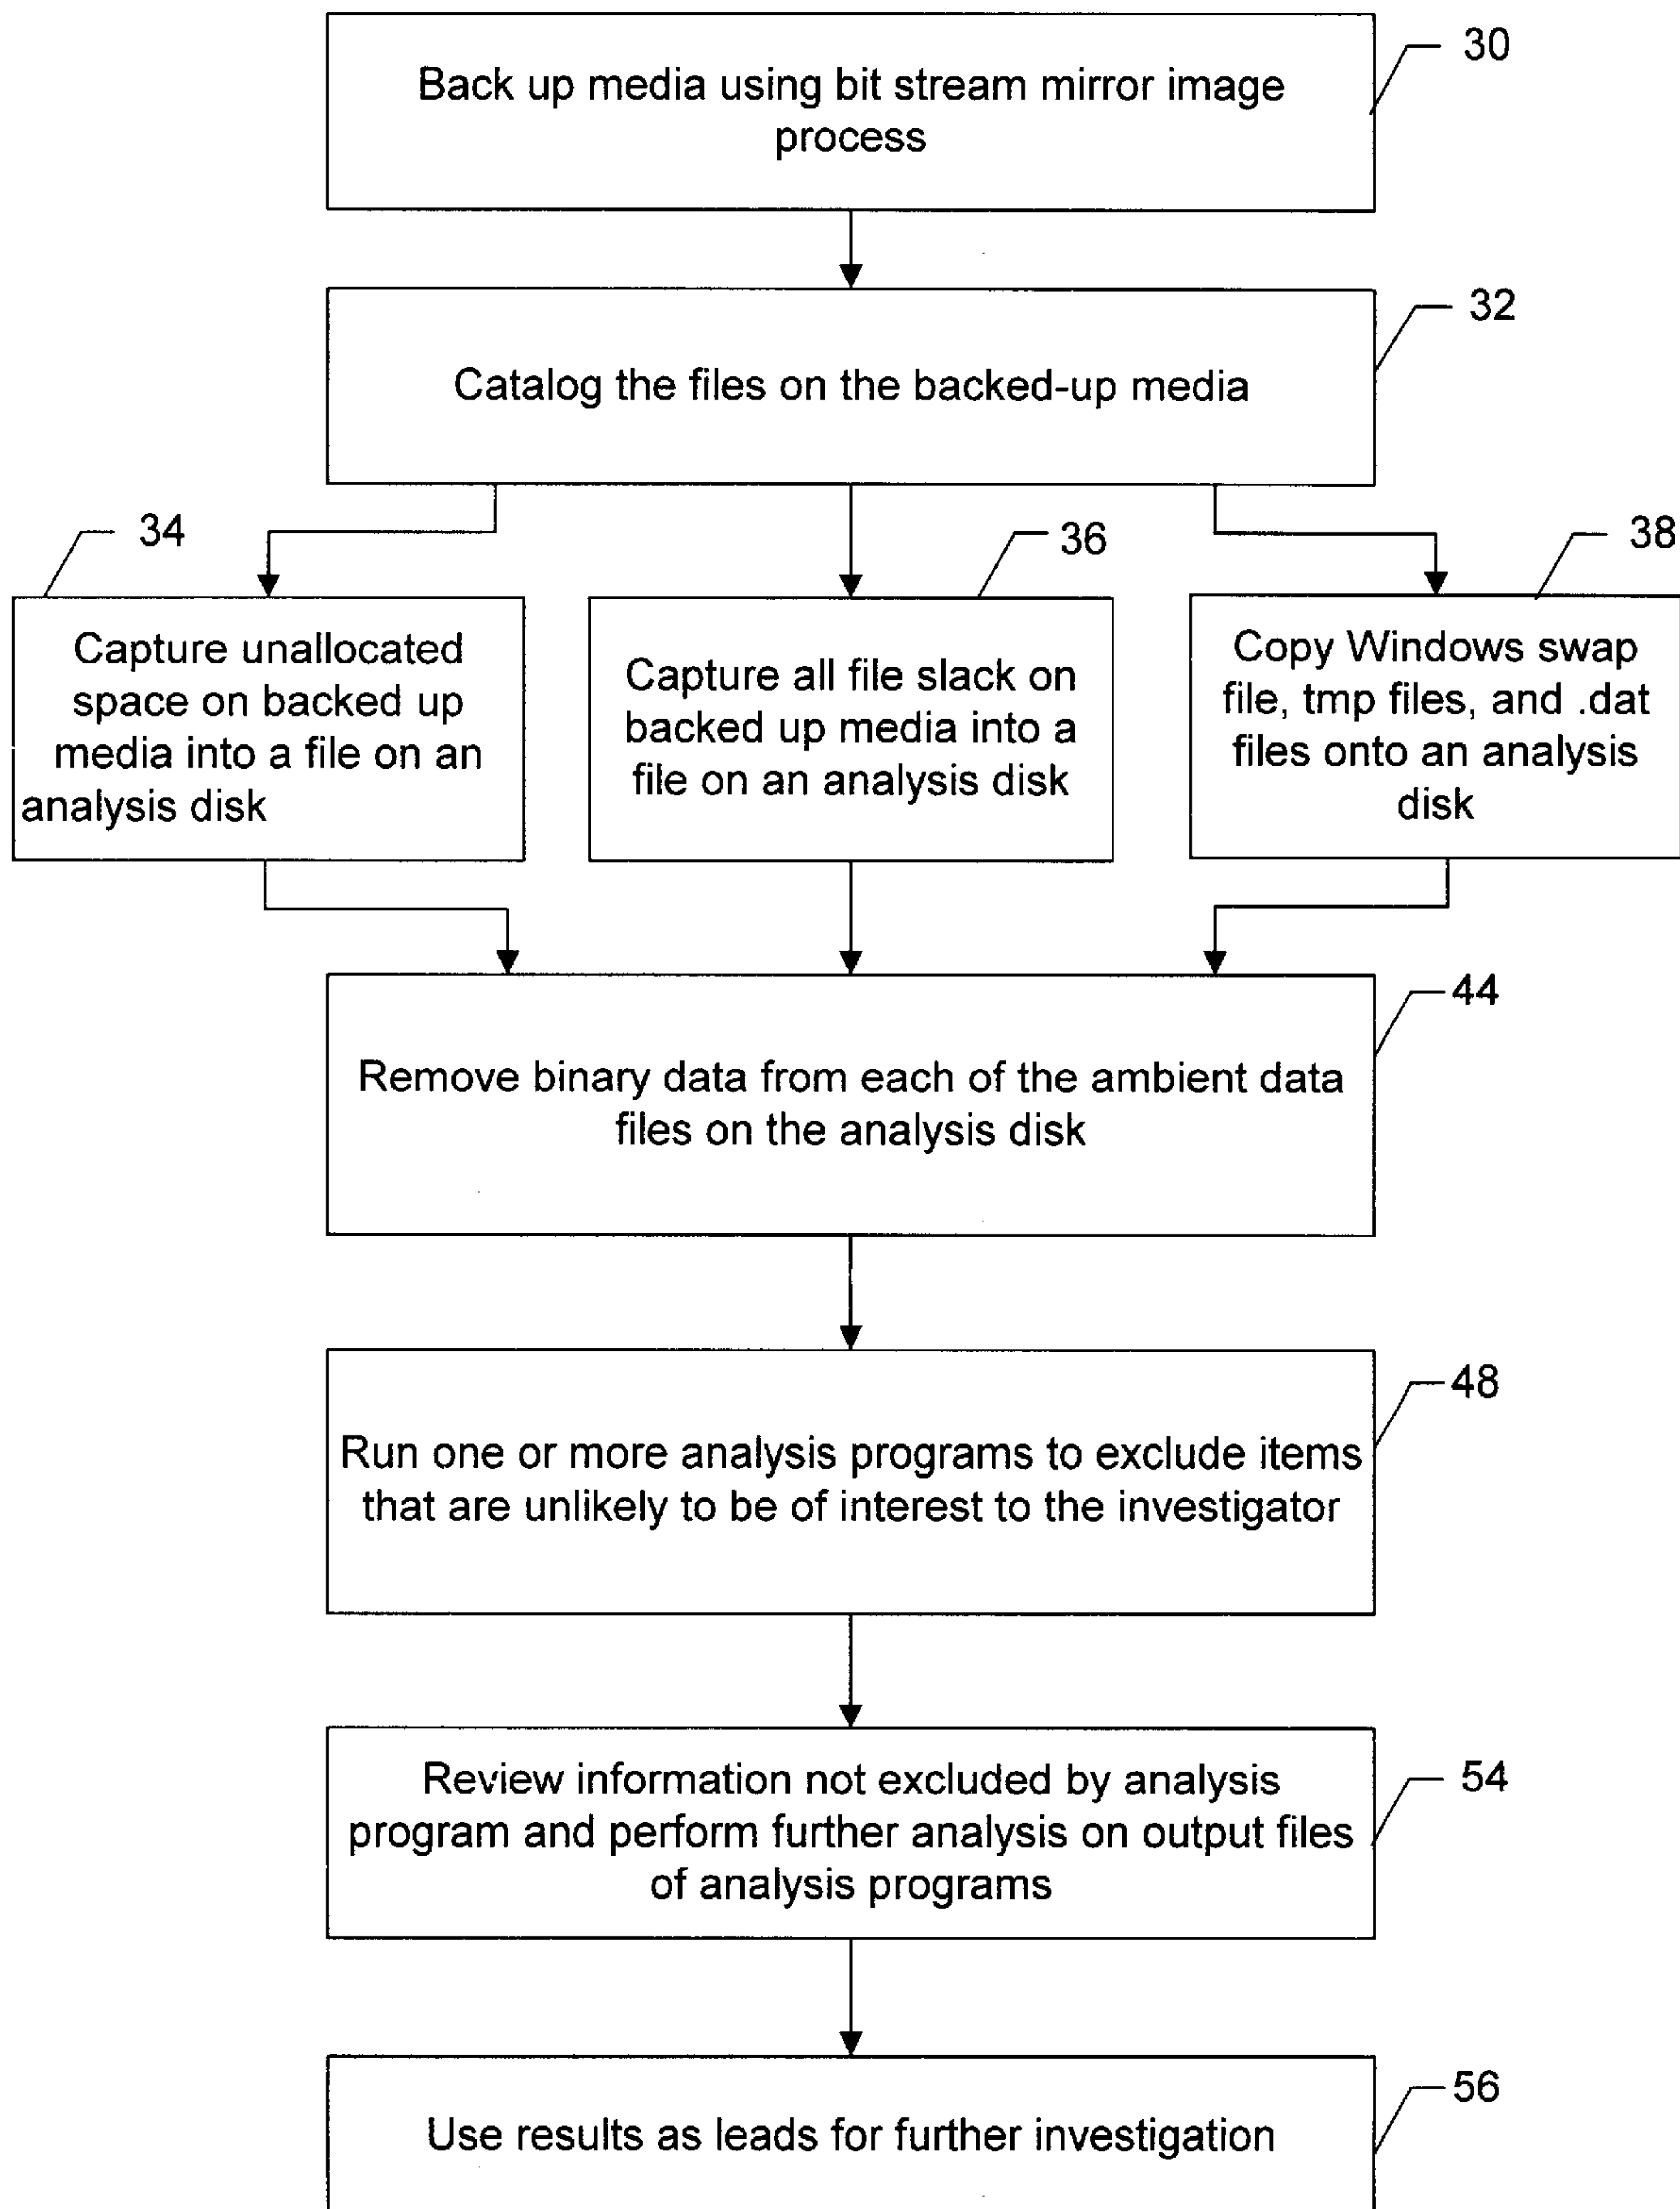 30
Back up media using bit stream mirror image
process
32
Catalog the files on the backed-up media
34
36
38
Capture unallocated
space on backed up
media into a file on an
analysis disk
Capture all file slack on
backed up media into a
file on an analysis disk
Copy Windows swap
file, tmp files, and .dat
files onto an analysis
disk
44
Remove binary data from each of the ambient data
files on the analysis disk
48
Run one or more analysis programs to exclude items
that are unlikely to be of interest to the investigator
54
Review information not excluded by analysis
program and perform further analysis on output files
of analysis programs
56
Use results as leads for further investigation